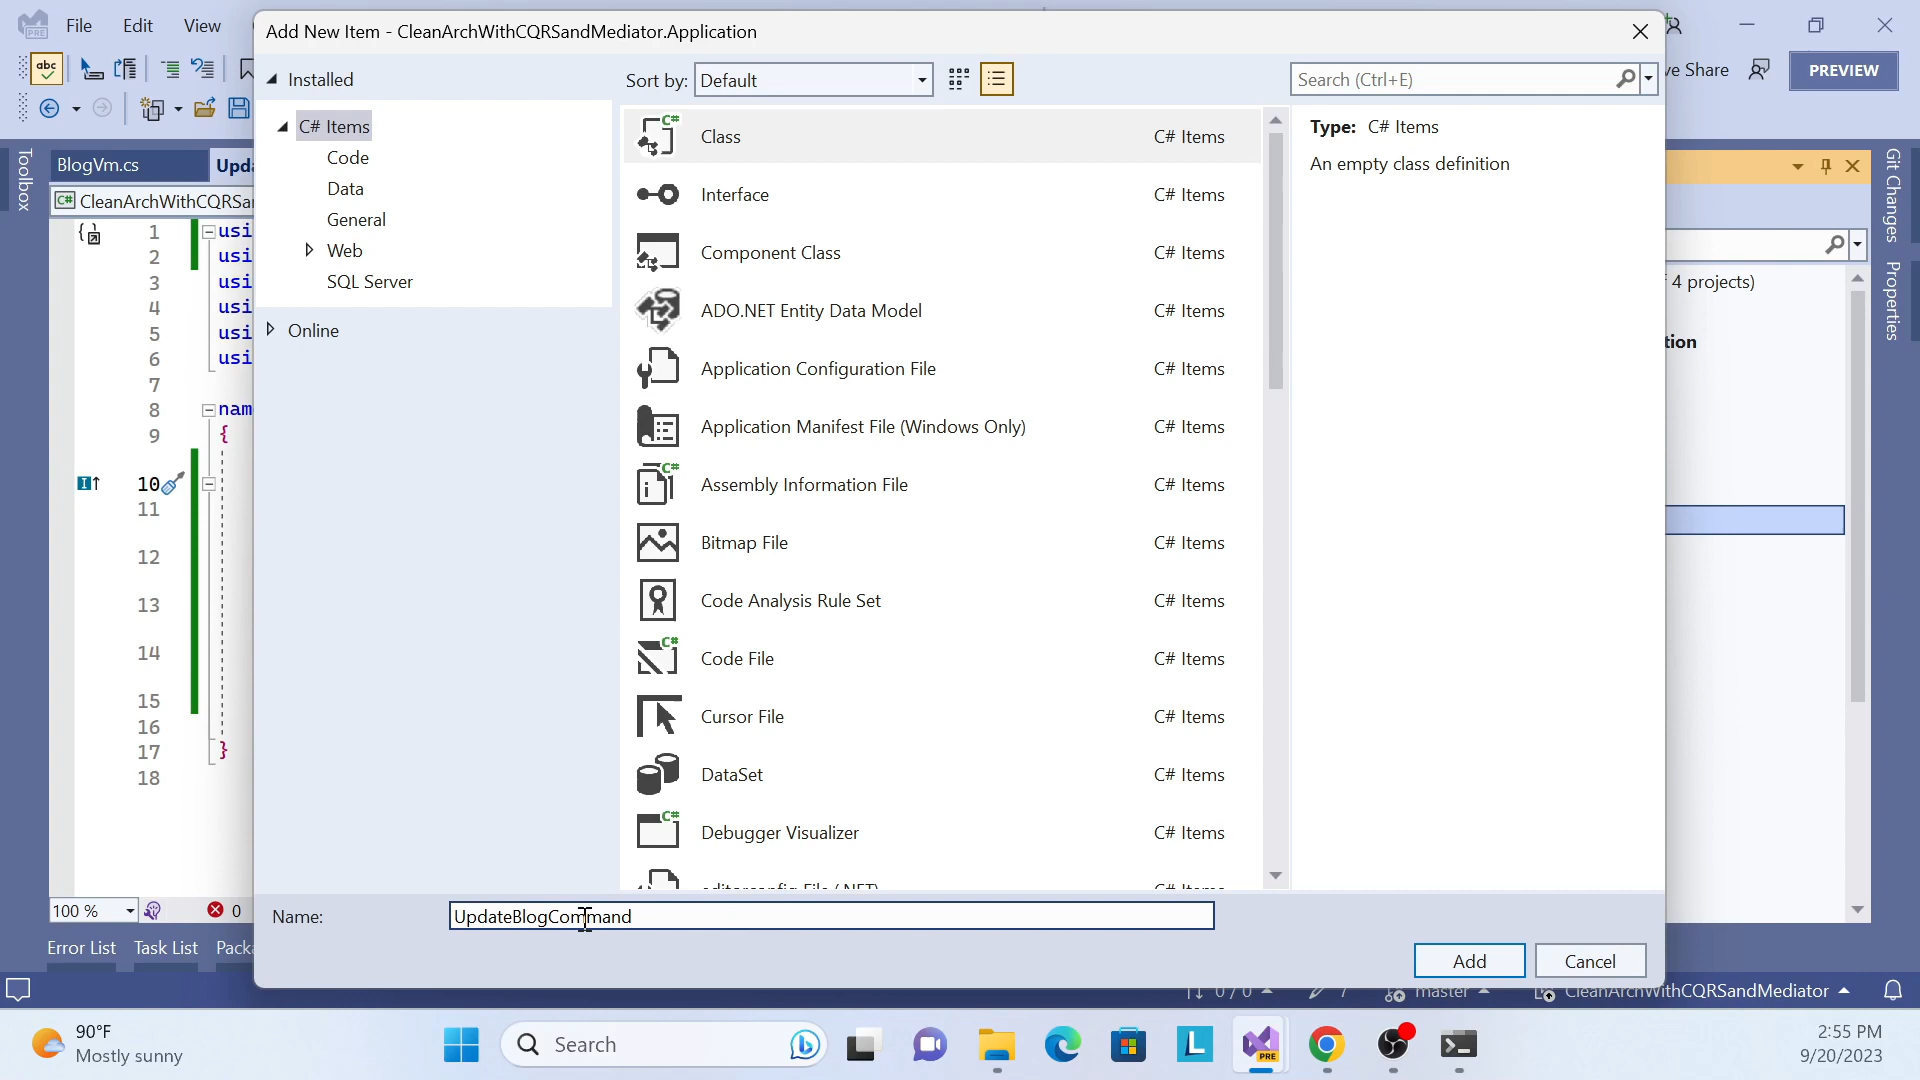 File Edit View
Add New Item - CleanArchWithCQRSandMediator.Application
Installed
Sort by: Default
Search (Ctrl+E)
Share
PREVIEW
C# Items
Code
Data
General
Web
SQL Server
Online
Class C# Items
Interface C# Items
Component Class C# Items
ADO.NET Entity Data Model C# Items
Application Configuration File C# Items
Application Manifest File (Windows Only) C# Items
Assembly Information File C# Items
Bitmap File C# Items
Code Analysis Rule Set C# Items
Code File C# Items
Cursor File C# Items
DataSet C# Items
Debugger Visualizer C# Items
Type: C# Items
An empty class definition
Toolbox
BlogVm.cs
Upd
CleanArchWithCQRSa
1 usi
2 usi
3 usi
4 usi
5 usi
6 usi
7
8 nam
9 {
10
11
12
13
14
15
16
17 }
18
Git Changes
Properties
4 projects)
tion
100 %
0
Name: UpdateBlogCommand
Add Cancel
Error List Task List Packa
0 / 0
7
master
CleanArchWithCQRSandMediator
90°F
Mostly sunny
Search
2:55 PM
9/20/2023